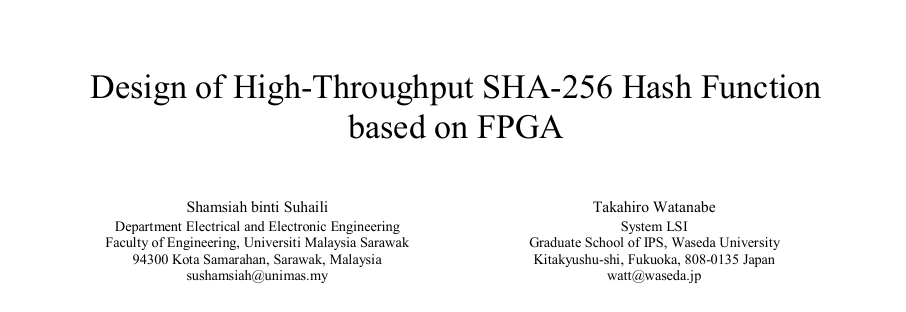 Design of High-Throughput SHA-256 Hash Function
based on FPGA
Shamsiah binti Suhaili
Department Electrical and Electronic Engineering
Faculty of Engineering, Universiti Malaysia Sarawak
94300 Kota Samarahan, Sarawak, Malaysia
sushamsiah@unimas.my
Takahiro Watanabe
System LSI
Graduate School of IPS, Waseda University
Kitakyushu-shi, Fukuoka, 808-0135 Japan
watt@waseda.jp